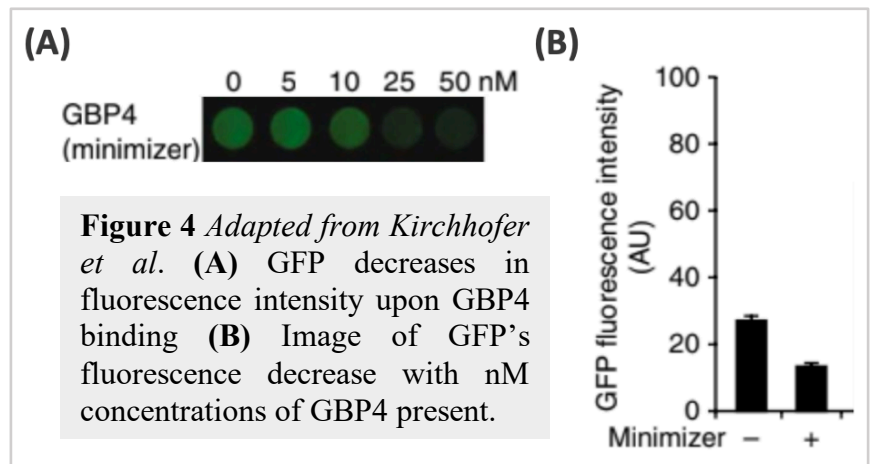 (A)
0 5 10 25 50 nM
GBP4
(minimizer)
Figure 4 Adapted from Kirchhofer
et al. (A) GFP decreases in
fluorescence intensity upon GBP4
binding (B) Image of GFP’s
fluorescence decrease with nM
concentrations of GBP4 present.
(B)
GFP fluorescence intensity
(AU)
100
80
60
40
20
0
Minimizer − +